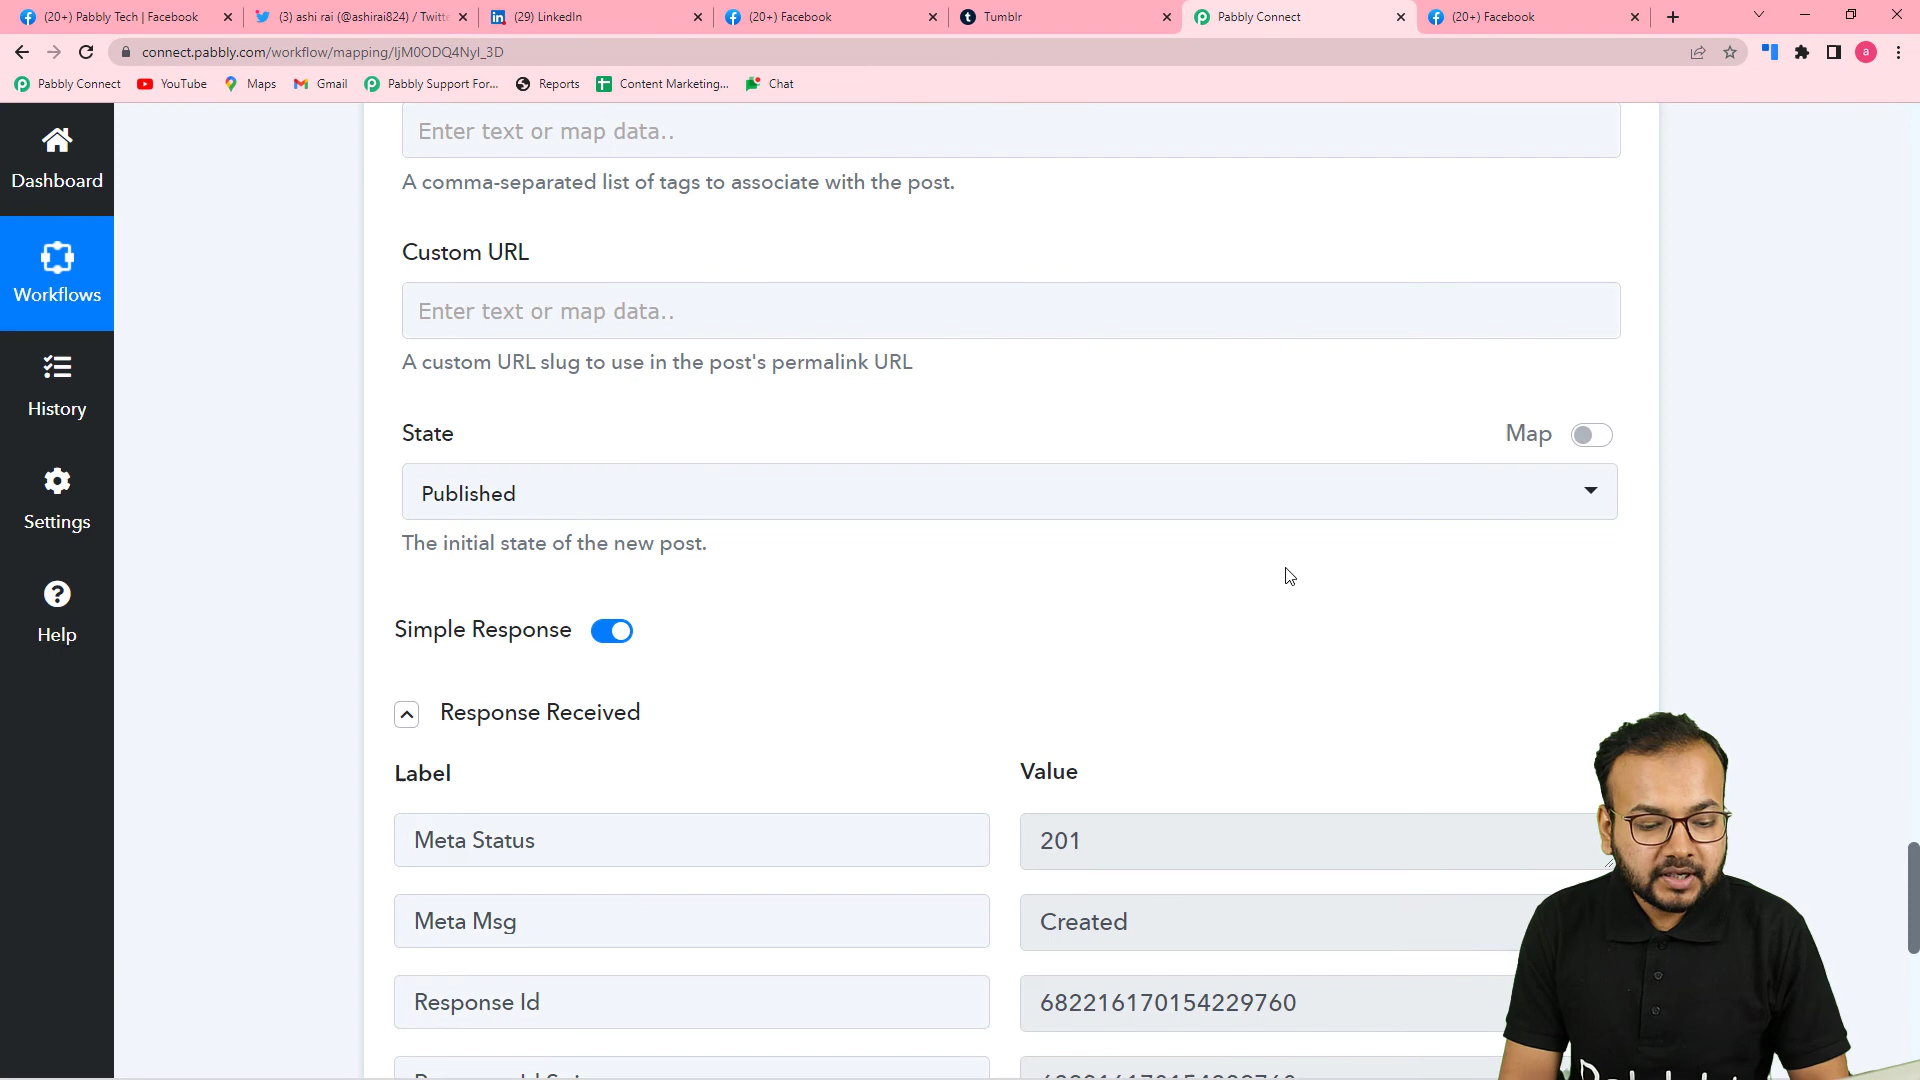 (20+) Pabbly Tech | Facebook
(3) ashi rai (@ashirai824) / Twitte
(29) LinkedIn
(20+) Facebook
Tumblr
Pabbly Connect
(20+) Facebook
connect.pabbly.com/workflow/mapping/IjM0ODQ4NyI_3D
a
Pabbly Connect
YouTube
Maps
Gmail
Pabbly Support For...
Reports
Content Marketing...
Chat
Dashboard
Workflows
History
Settings
Help
Enter text or map data..
A comma-separated list of tags to associate with the post.
Custom URL
Enter text or map data..
A custom URL slug to use in the post's permalink URL
State
Map
Published
The initial state of the new post.
Simple Response
Response Received
Label
Value
Meta Status
201
Meta Msg
Created
Response Id
682216170154229760